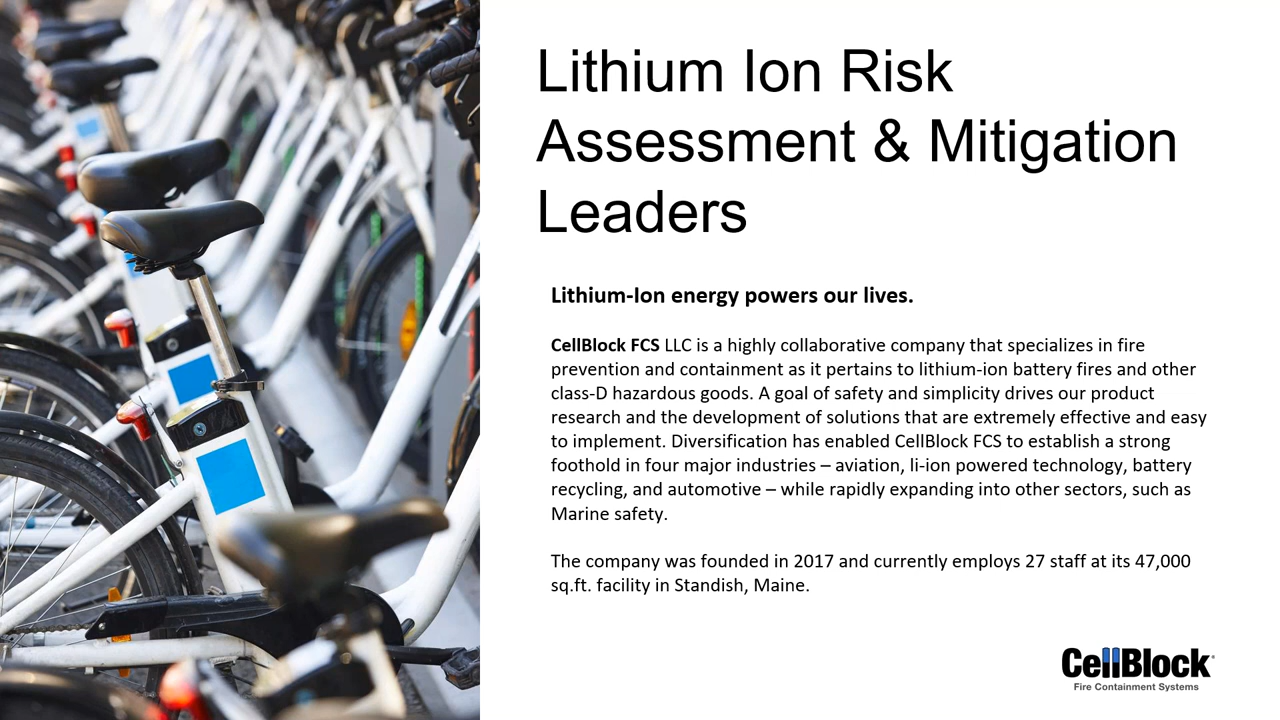 Lithium Ion Risk
Assessment & Mitigation
Leaders
Lithium-Ion energy powers our lives.
CellBlock FCS LLC is a highly collaborative company that specializes in fire
prevention and containment as it pertains to lithium-ion battery fires and other
class-D hazardous goods. A goal of safety and simplicity drives our product
research and the development of solutions that are extremely effective and easy
to implement. Diversification has enabled CellBlock FCS to establish a strong
foothold in four major industries – aviation, li-ion powered technology, battery
recycling, and automotive – while rapidly expanding into other sectors, such as
Marine safety.
The company was founded in 2017 and currently employs 27 staff at its 47,000
sq.ft. facility in Standish, Maine.
CellBlock
Fire Containment Systems